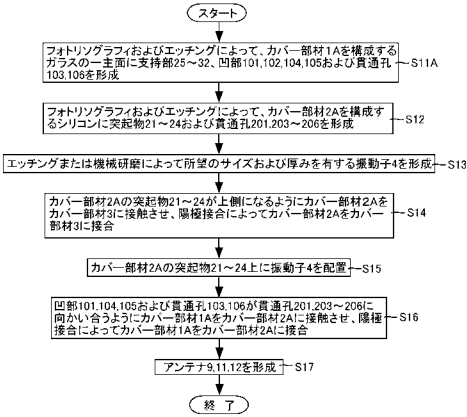 スタート
フォトリソグラフィおよびエッチングによって、カバー部材1Aを構成する
ガラスの一主面に支持部25～32、凹部101,102,104,105および貫通孔
103,106を形成
S11A
フォトリソグラフィおよびエッチングによって、カバー部材2Aを構成す
るシリコンに突起物21～24および貫通孔201,203～206を形成
S12
エッチングまたは機械研磨によって所望のサイズおよび厚みを有する振動子4を形成
S13
カバー部材2Aの突起物21～24が上側になるようにカバー部材2Aを
カバー部材3に接触させ、陽極接合によってカバー部材2Aをカバー
部材3に接合
S14
カバー部材2Aの突起物21～24上に振動子4を配置
S15
凹部101,104,105および貫通孔103,106が貫通孔201,203～206に
向かい合うようにカバー部材1Aをカバー部材2Aに接触させ、陽極
接合によってカバー部材1Aをカバー部材2Aに接合
S16
アンテナ9,11,12を形成
S17
終了